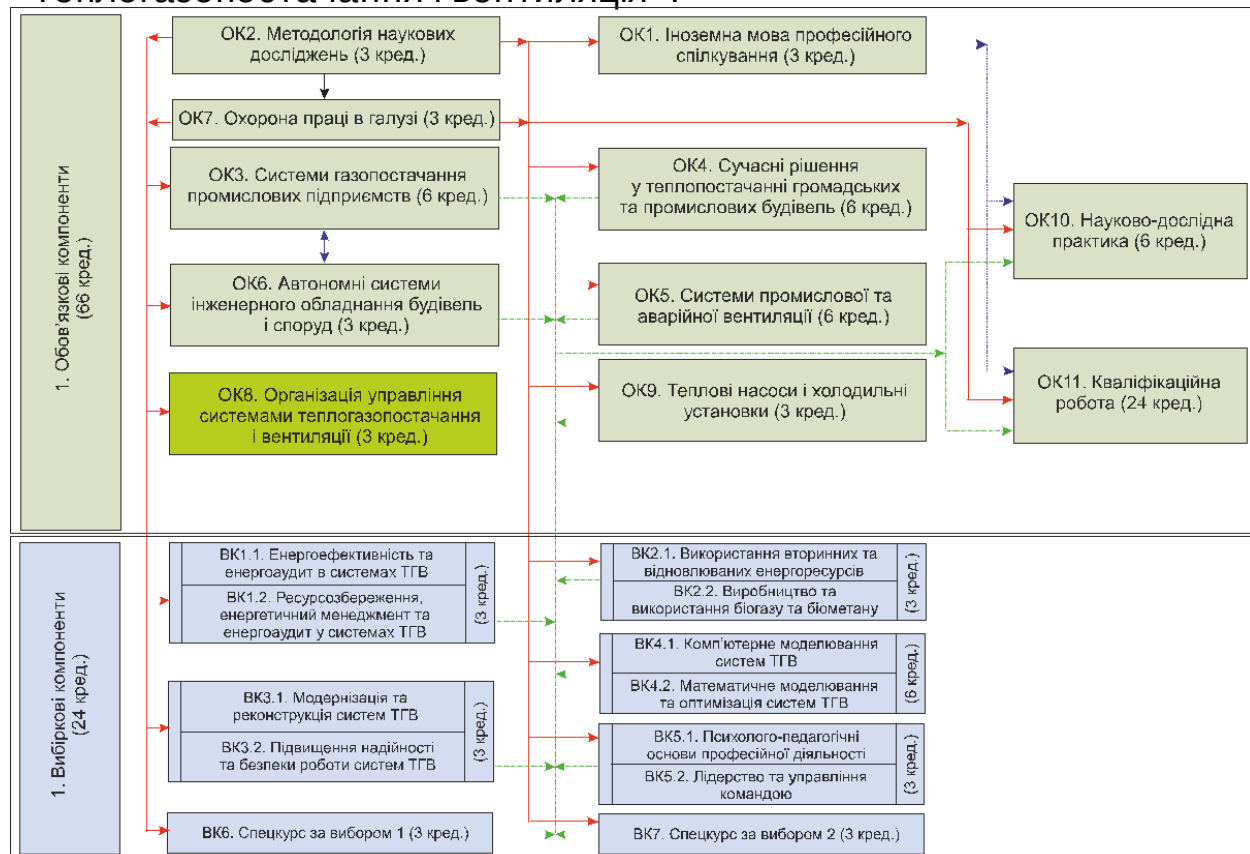 "Теплогазопостачання і вентиляція".
1. Обов'язкові компоненти
(66 кред.)
ОК2. Методологія наукових
досліджень (3 кред.)
ОК1. Іноземна мова професійного
спілкування (3 кред.)
ОК7. Охорона праці в галузі (3 кред.)
ОК3. Системи газопостачання
промислових підприємств (6 кред.)
ОК4. Сучасні рішення
у теплопостачанні громадських
та промислових будівель (6 кред.)
ОК10. Науково-дослідна
практика (6 кред.)
ОК6. Автономні системи
інженерного обладнання будівель
і споруд (3 кред.)
ОК5. Системи промислової та
аварійної вентиляції (6 кред.)
ОК8. Організація управління
системами теплогазопостачання
і вентиляції (3 кред.)
ОК9. Теплові насоси і холодильні
установки (3 кред.)
ОК11. Кваліфікаційна
робота (24 кред.)
1. Вибіркові компоненти
(24 кред.)
ВК1.1. Енергоефективність та
енергоаудит в системах ТГВ
ВК1.2. Ресурсозбереження,
енергетичний менеджмент та
енергоаудит у системах ТГВ
(3 кред.)
ВК2.1. Використання вторинних та
відновлюваних енергоресурсів
ВК2.2. Виробництво та
використання біогазу та біометану
(3 кред.)
ВК4.1. Комп'ютерне моделювання
систем ТГВ
ВК4.2. Математичне моделювання
та оптимізація систем ТГВ
(6 кред.)
ВК3.1. Модернізація та
реконструкція систем ТГВ
ВК3.2. Підвищення надійності
та безпеки роботи систем ТГВ
(3 кред.)
ВК5.1. Психолого-педагогічні
основи професійної діяльності
ВК5.2. Лідерство та управління
командою
(3 кред.)
ВК6. Спецкурс за вибором 1 (3 кред.)
ВК7. Спецкурс за вибором 2 (3 кред.)